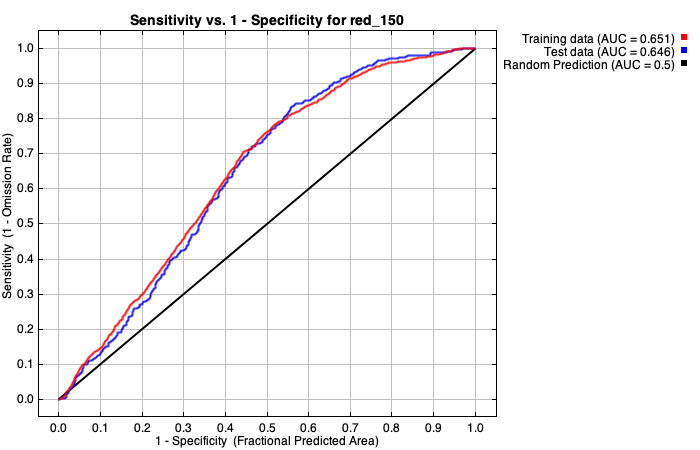 Sensitivity vs. 1 - Specificity for red_150
Training data (AUC = 0.651)
Test data (AUC = 0.646)
Random Prediction (AUC = 0.5)
Sensitivity (1 - Omission Rate)
1.0
0.9
0.8
0.7
0.6
0.5
0.4
0.3
0.2
0.1
0.0
0.0 0.1 0.2 0.3 0.4 0.5 0.6 0.7 0.8 0.9 1.0
1 - Specificity (Fractional Predicted Area)